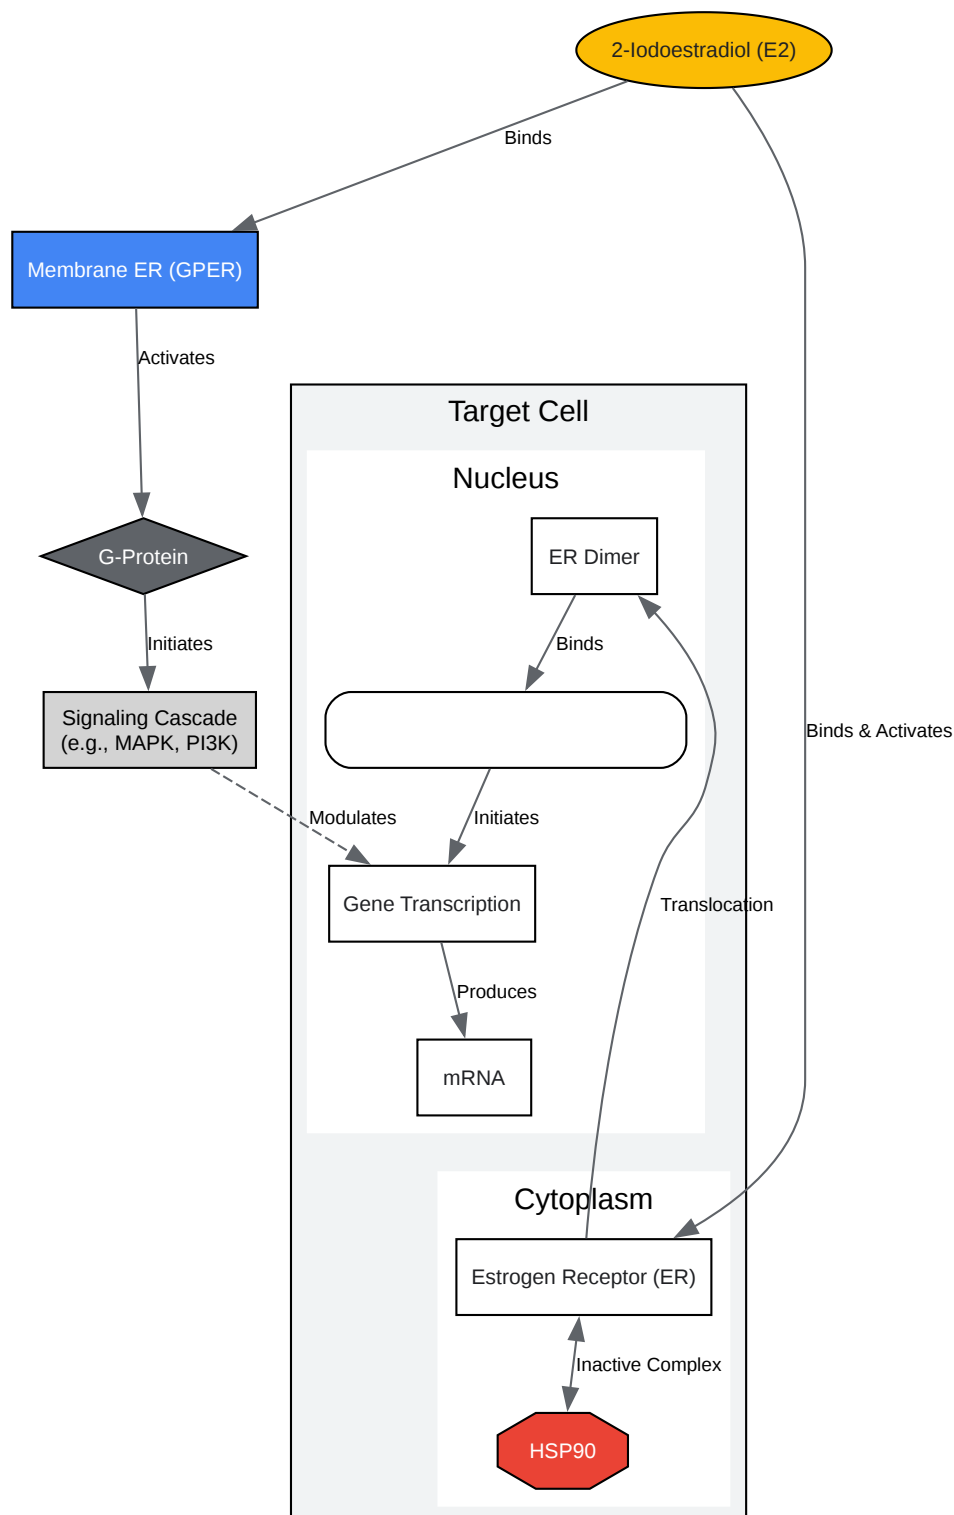 2-Iodoestradiol (E2)
Binds
Membrane ER (GPER)
Activates
Target Cell
Nucleus
G-Protein
ER Dimer
Initiates
Binds
Signaling Cascade
(e.g., MAPK, PI3K)
Binds & Activates
Modulates
Initiates
Gene Transcription
Translocation
Produces
mRNA
Cytoplasm
Estrogen Receptor (ER)
Inactive Complex
HSP90